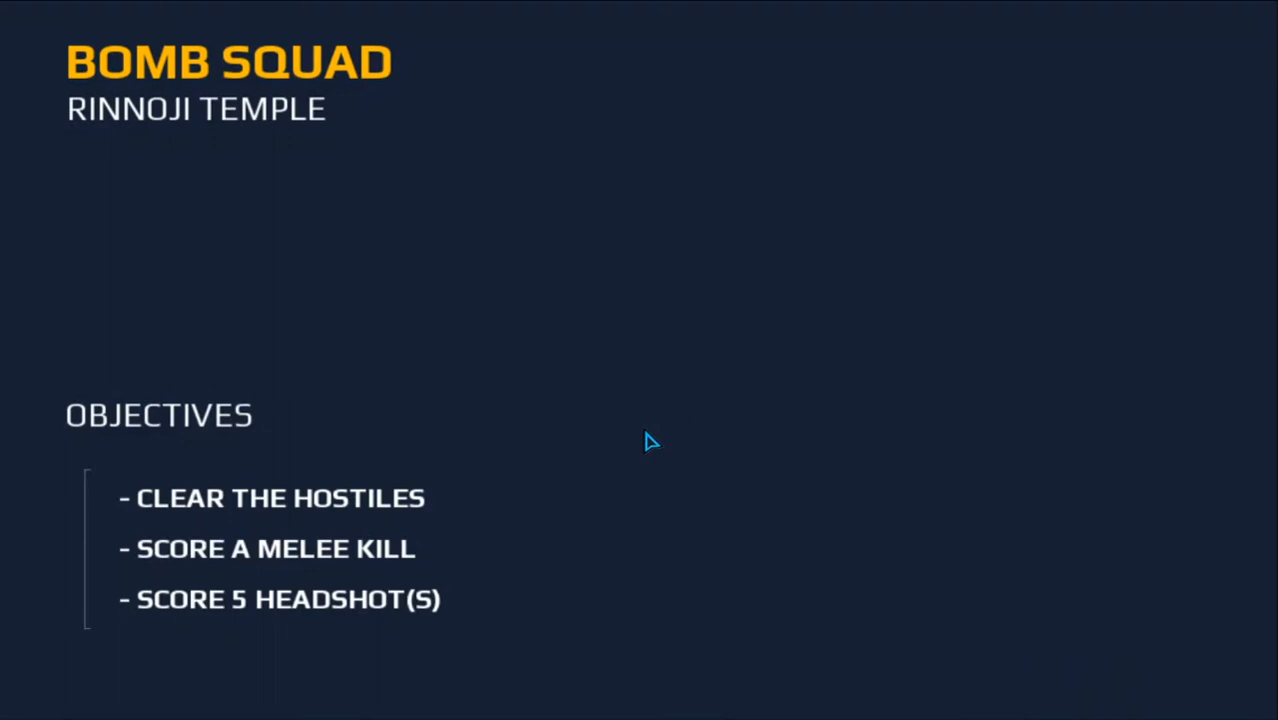 BOMB SQUAD
RINNOJI TEMPLE
OBJECTIVES
- CLEAR THE HOSTILES
- SCORE A MELEE KILL
- SCORE 5 HEADSHOT(S)